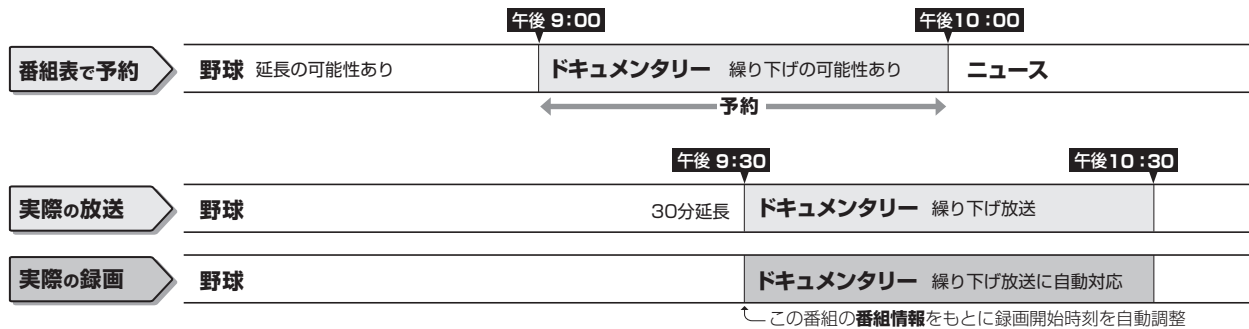 午後 9:00 午後10:00
番組表で予約 野球 延長の可能性あり ドキュメンタリー 繰り下げの可能性あり ニュース
予約
午後 9:30 午後10:30
実際の放送 野球 30分延長 ドキュメンタリー 繰り下げ放送
実際の録画 野球 ドキュメンタリー 繰り下げ放送に自動対応
この番組の番組情報をもとに録画開始時刻を自動調整